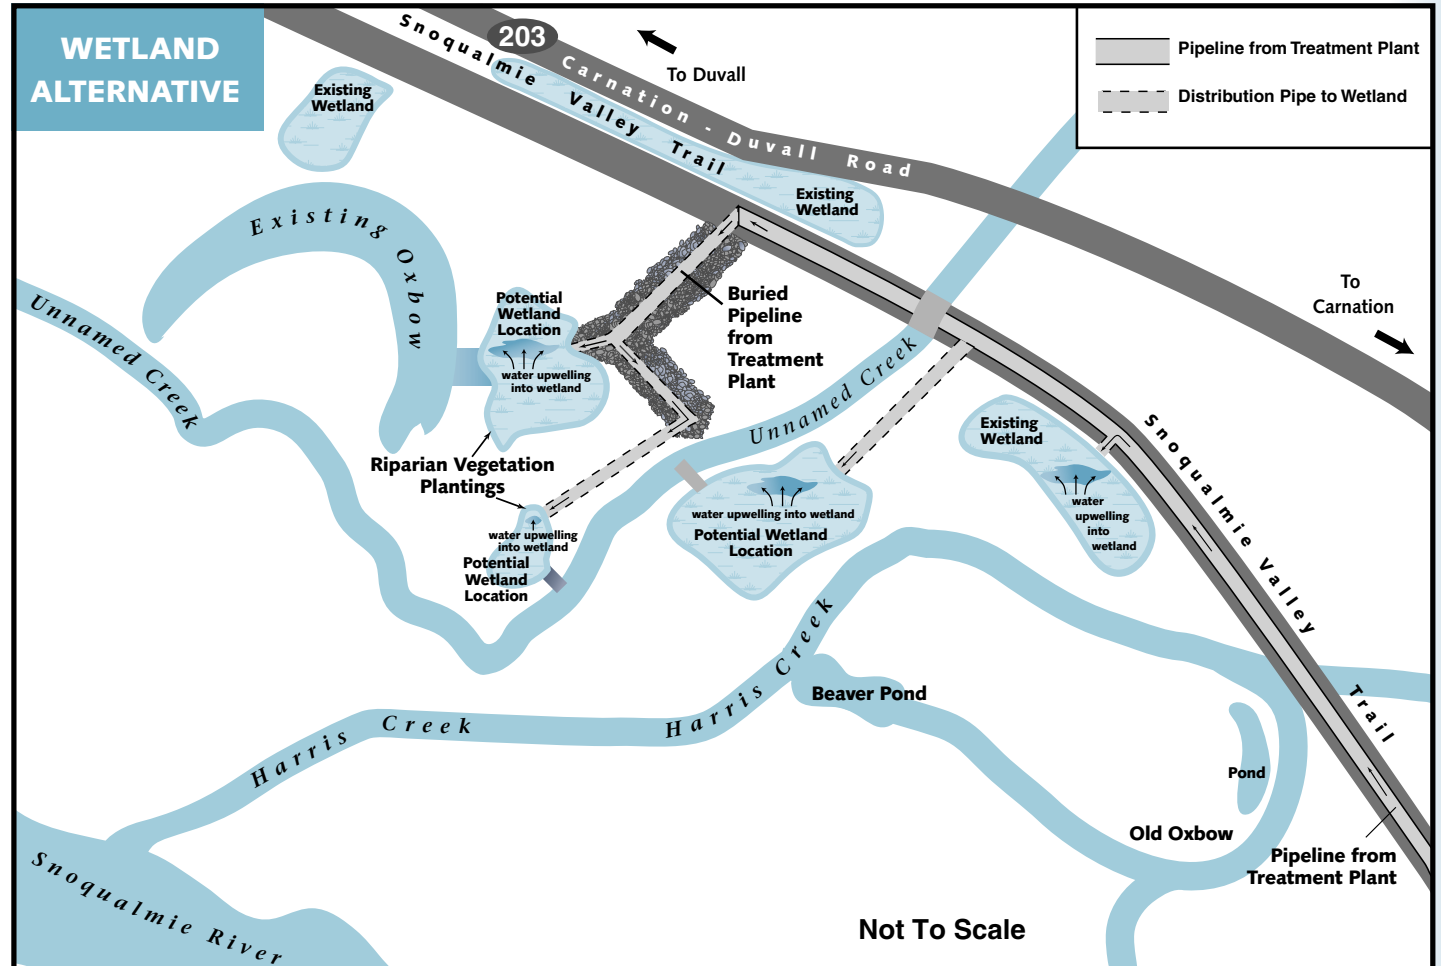 WETLAND
ALTERNATIVE
203
To Duvall
Snoqualmie Valley Trail
Carnation - Duvall Road
Pipeline from Treatment Plant
Distribution Pipe to Wetland
Existing
Wetland
Existing
Wetland
Existing Oxbow
To
Carnation
Unnamed Creek
Potential
Wetland
Location
water upwelling
into wetland
Buried
Pipeline
from
Treatment
Plant
Unnamed Creek
Existing
Wetland
water
upwelling
into
wetland
Snoqualmie Valley Trail
Riparian Vegetation
Plantings
water upwelling
into wetland
Potential
Wetland
Location
water upwelling into wetland
Potential Wetland
Location
Harris Creek
Harris Creek
Beaver Pond
Pond
Old Oxbow
Pipeline from
Treatment Plant
Snoqualmie River
Not To Scale